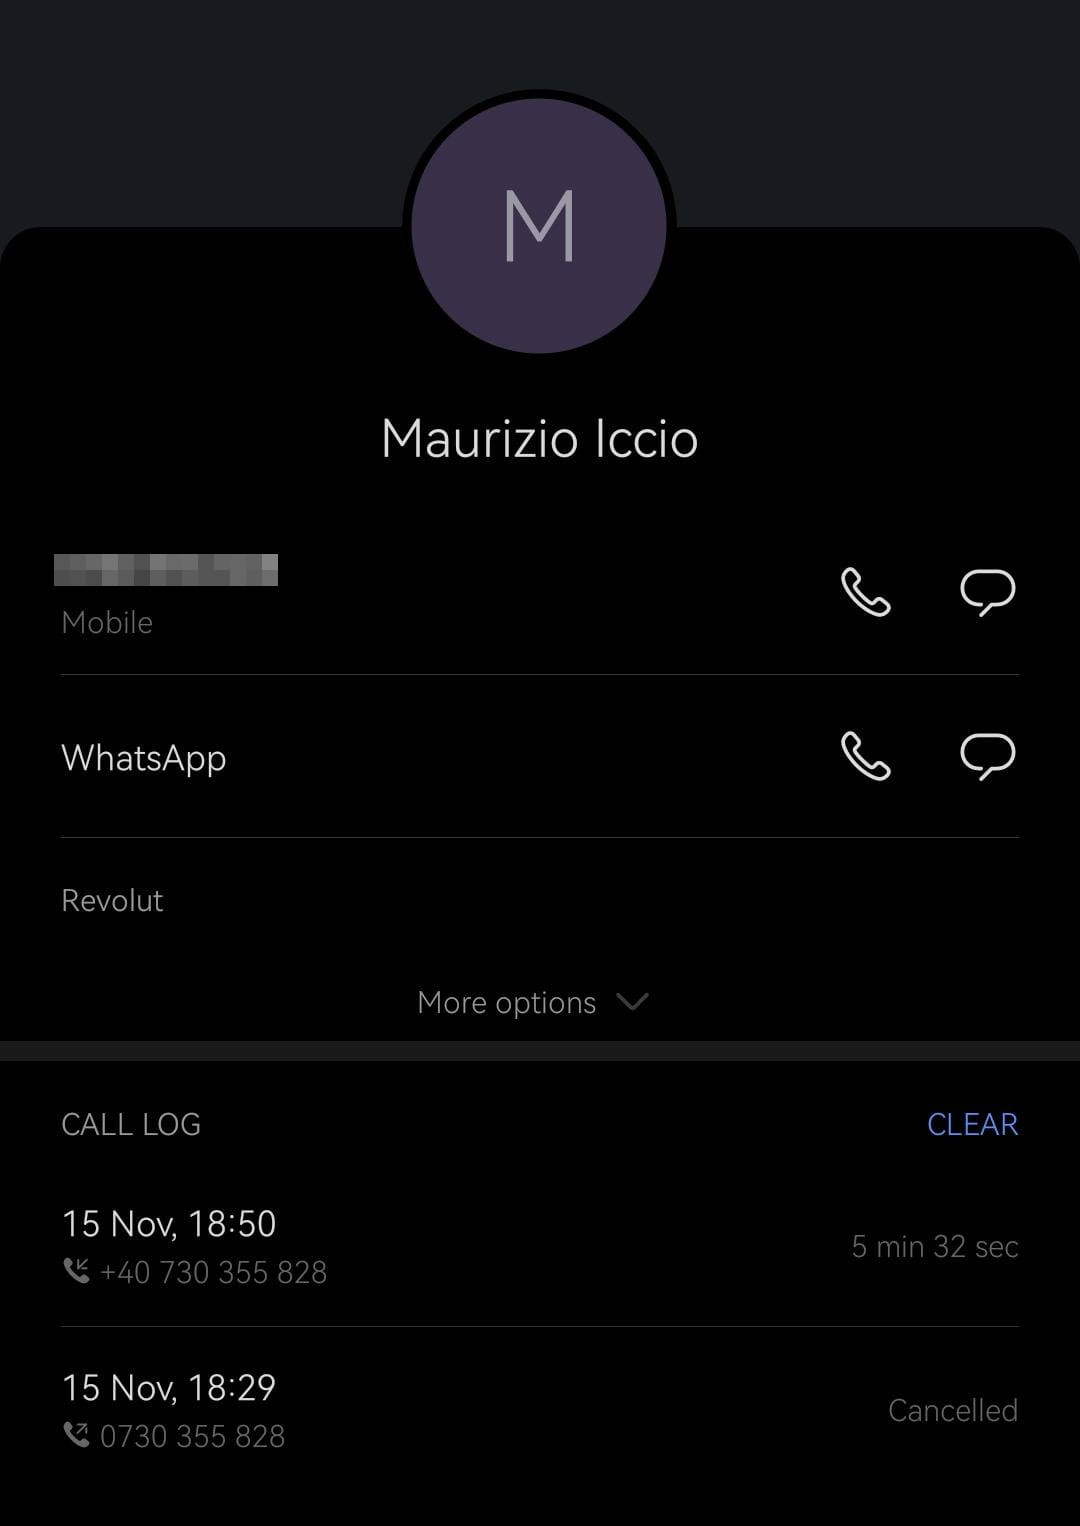 M
Maurizio Iccio
Mobile
WhatsApp
Revolut
More options
CALL LOG
CLEAR
15 Nov, 18:50
+40 730 355 828
5 min 32 sec
15 Nov, 18:29
0730 355 828
Cancelled